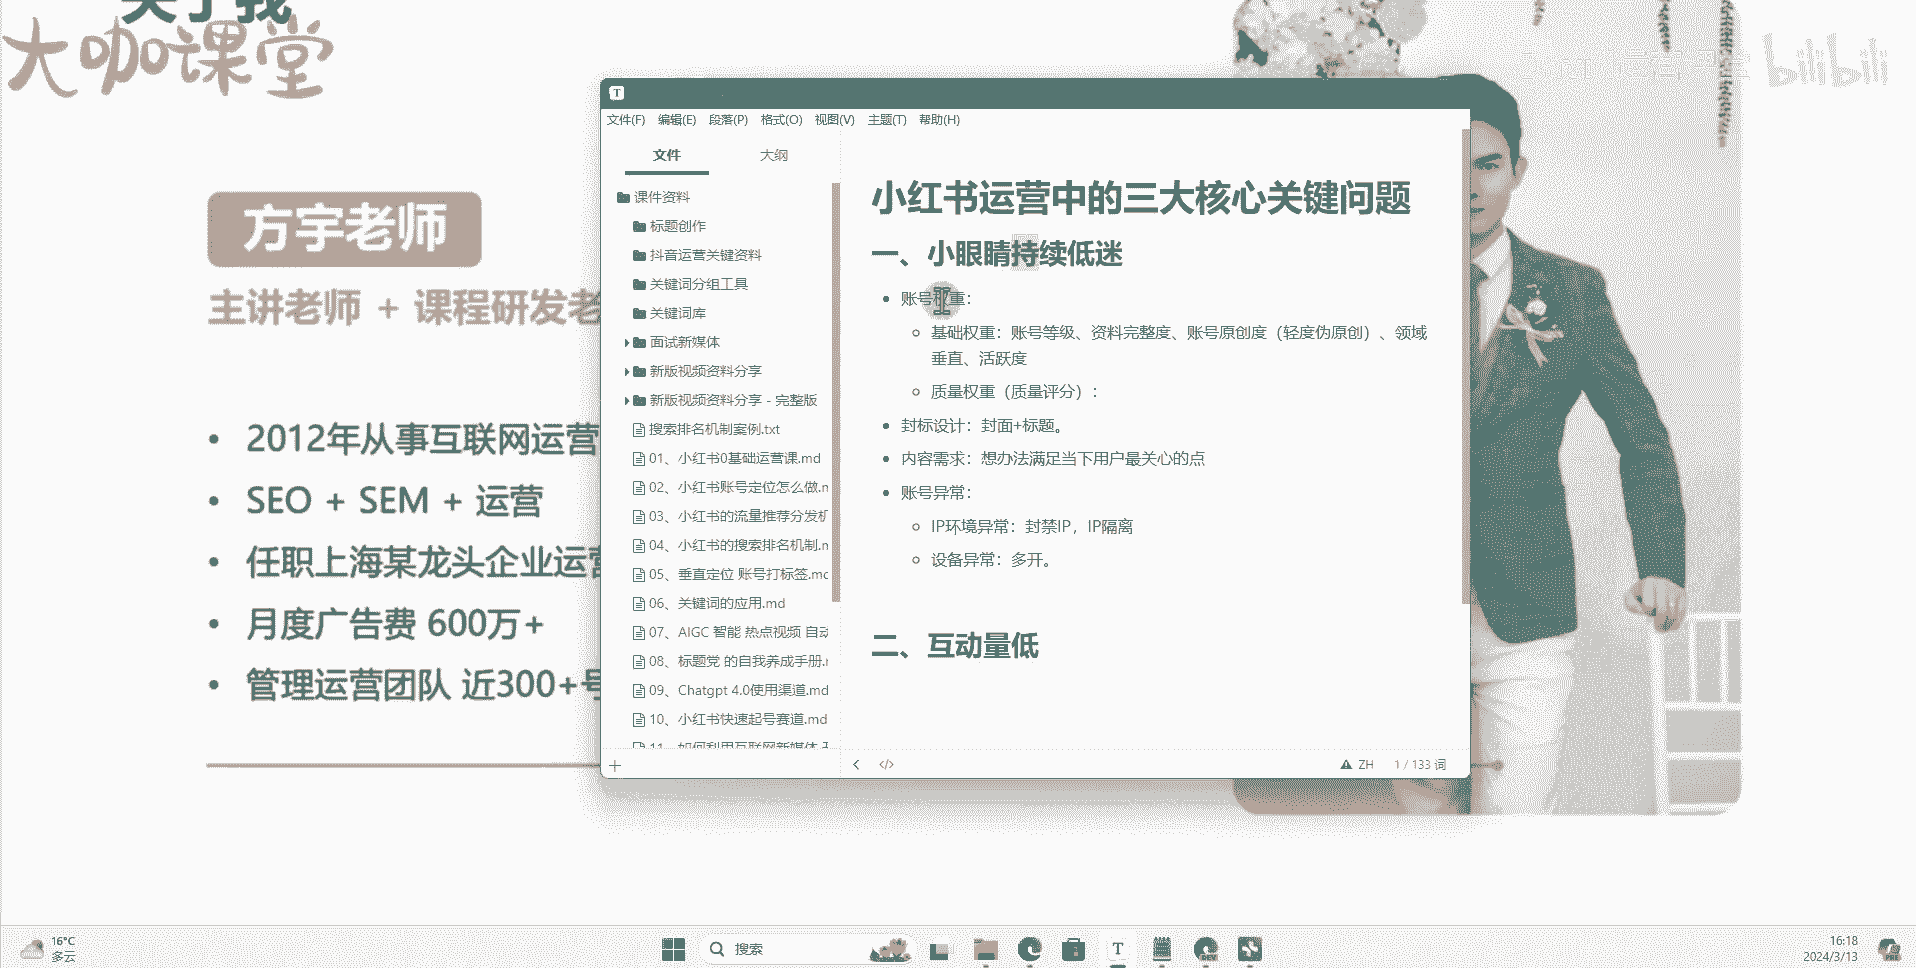 关于我
大咖课堂
bilibili
方宇老师
主讲老师 + 课程研发老
2012年从事互联网运营
SEO + SEM + 运营
任职上海某龙头企业运营
月度广告费 600万+
管理运营团队 近300+号
T
文件(F) 编辑(E) 段落(P) 格式(O) 视图(V) 主题(T) 帮助(H)
文件 大纲
课件资料
标题创作
抖音运营关键资料
关键词分组工具
关键词库
面试新媒体
新版视频资料分享
新版视频资料分享 - 完整版
搜索排名机制案例.txt
01、小红书0基础运营课.md
02、小红书账号定位怎么做.m
03、小红书的流量推荐分发机
04、小红书的搜索排名机制.m
05、垂直定位 账号打标签.md
06、关键词的应用.md
07、AIGC 智能 热点视频 自动
08、标题党 的自我养成手册.m
09、Chatgpt 4.0使用渠道.md
10、小红书快速起号赛道.md
11、如何利用互联网新媒体
小红书运营中的三大核心关键问题
一、小眼睛持续低迷
账号权重：
基础权重：账号等级、资料完整度、账号原创度（轻度伪原创）、领域
垂直、活跃度
质量权重（质量评分）：
封标设计：封面+标题。
内容需求：想办法满足当下用户最关心的点
账号异常：
IP环境异常：封禁IP，IP隔离
设备异常：多开。
二、互动量低
ZH 1 / 133 词
16°C
多云
搜索
T
DEV
16:18
2024/3/13
PRE